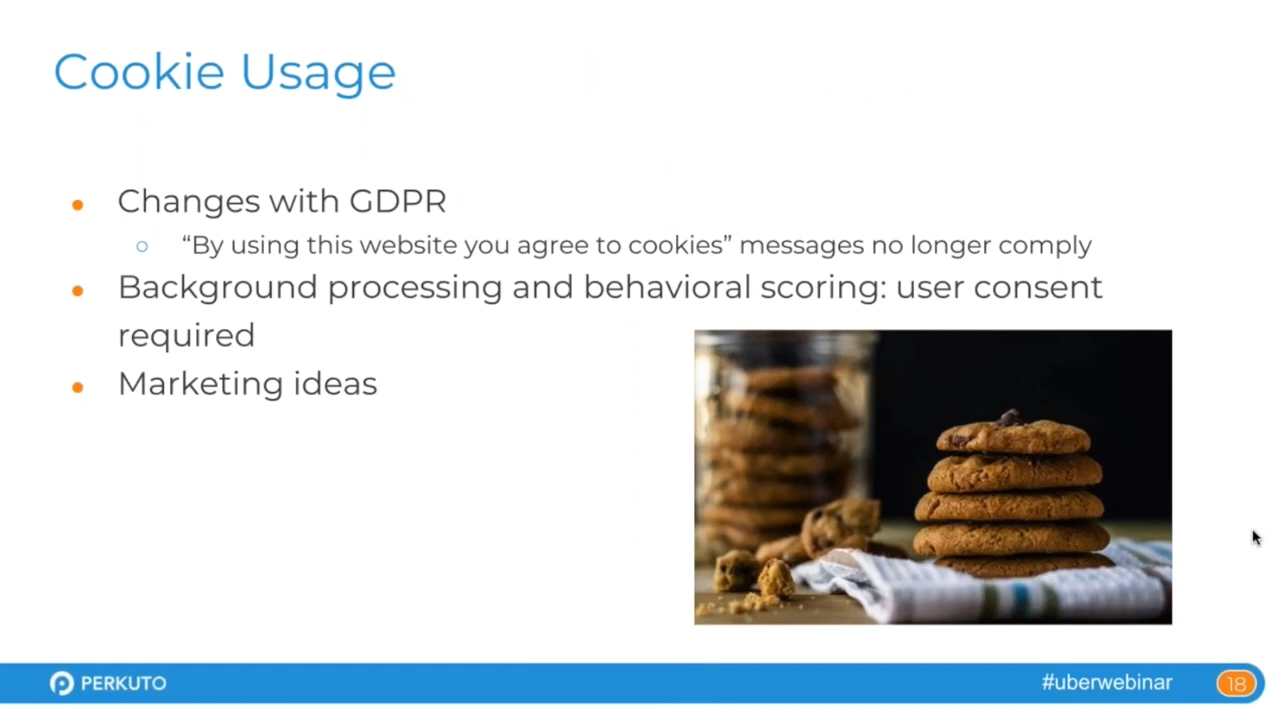 Cookie Usage
Changes with GDPR
“By using this website you agree to cookies” messages no longer comply
Background processing and behavioral scoring: user consent
required
Marketing ideas
PERKUTO
#uberwebinar
18